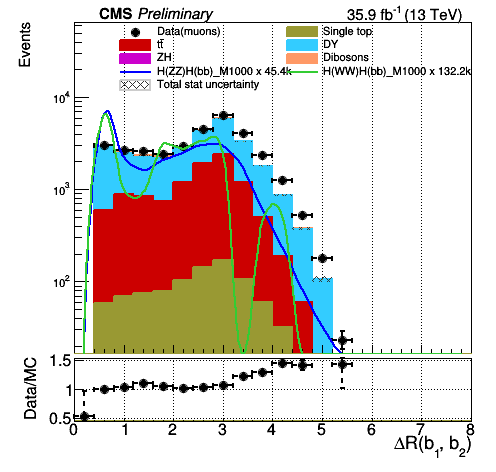 CMS Preliminary 35.9 fb⁻¹ (13 TeV)
Data(muons) Single top
tt̄ DY
ZH Dibosons
H(ZZ)H(bb)_M1000 x 45.4k H(WW)H(bb)_M1000 x 132.2k
Total stat uncertainty
Events
10⁴
10³
10²
Data/MC
1.5
1
0.5
0 1 2 3 4 5 6 7 8
ΔR(b₁, b₂)